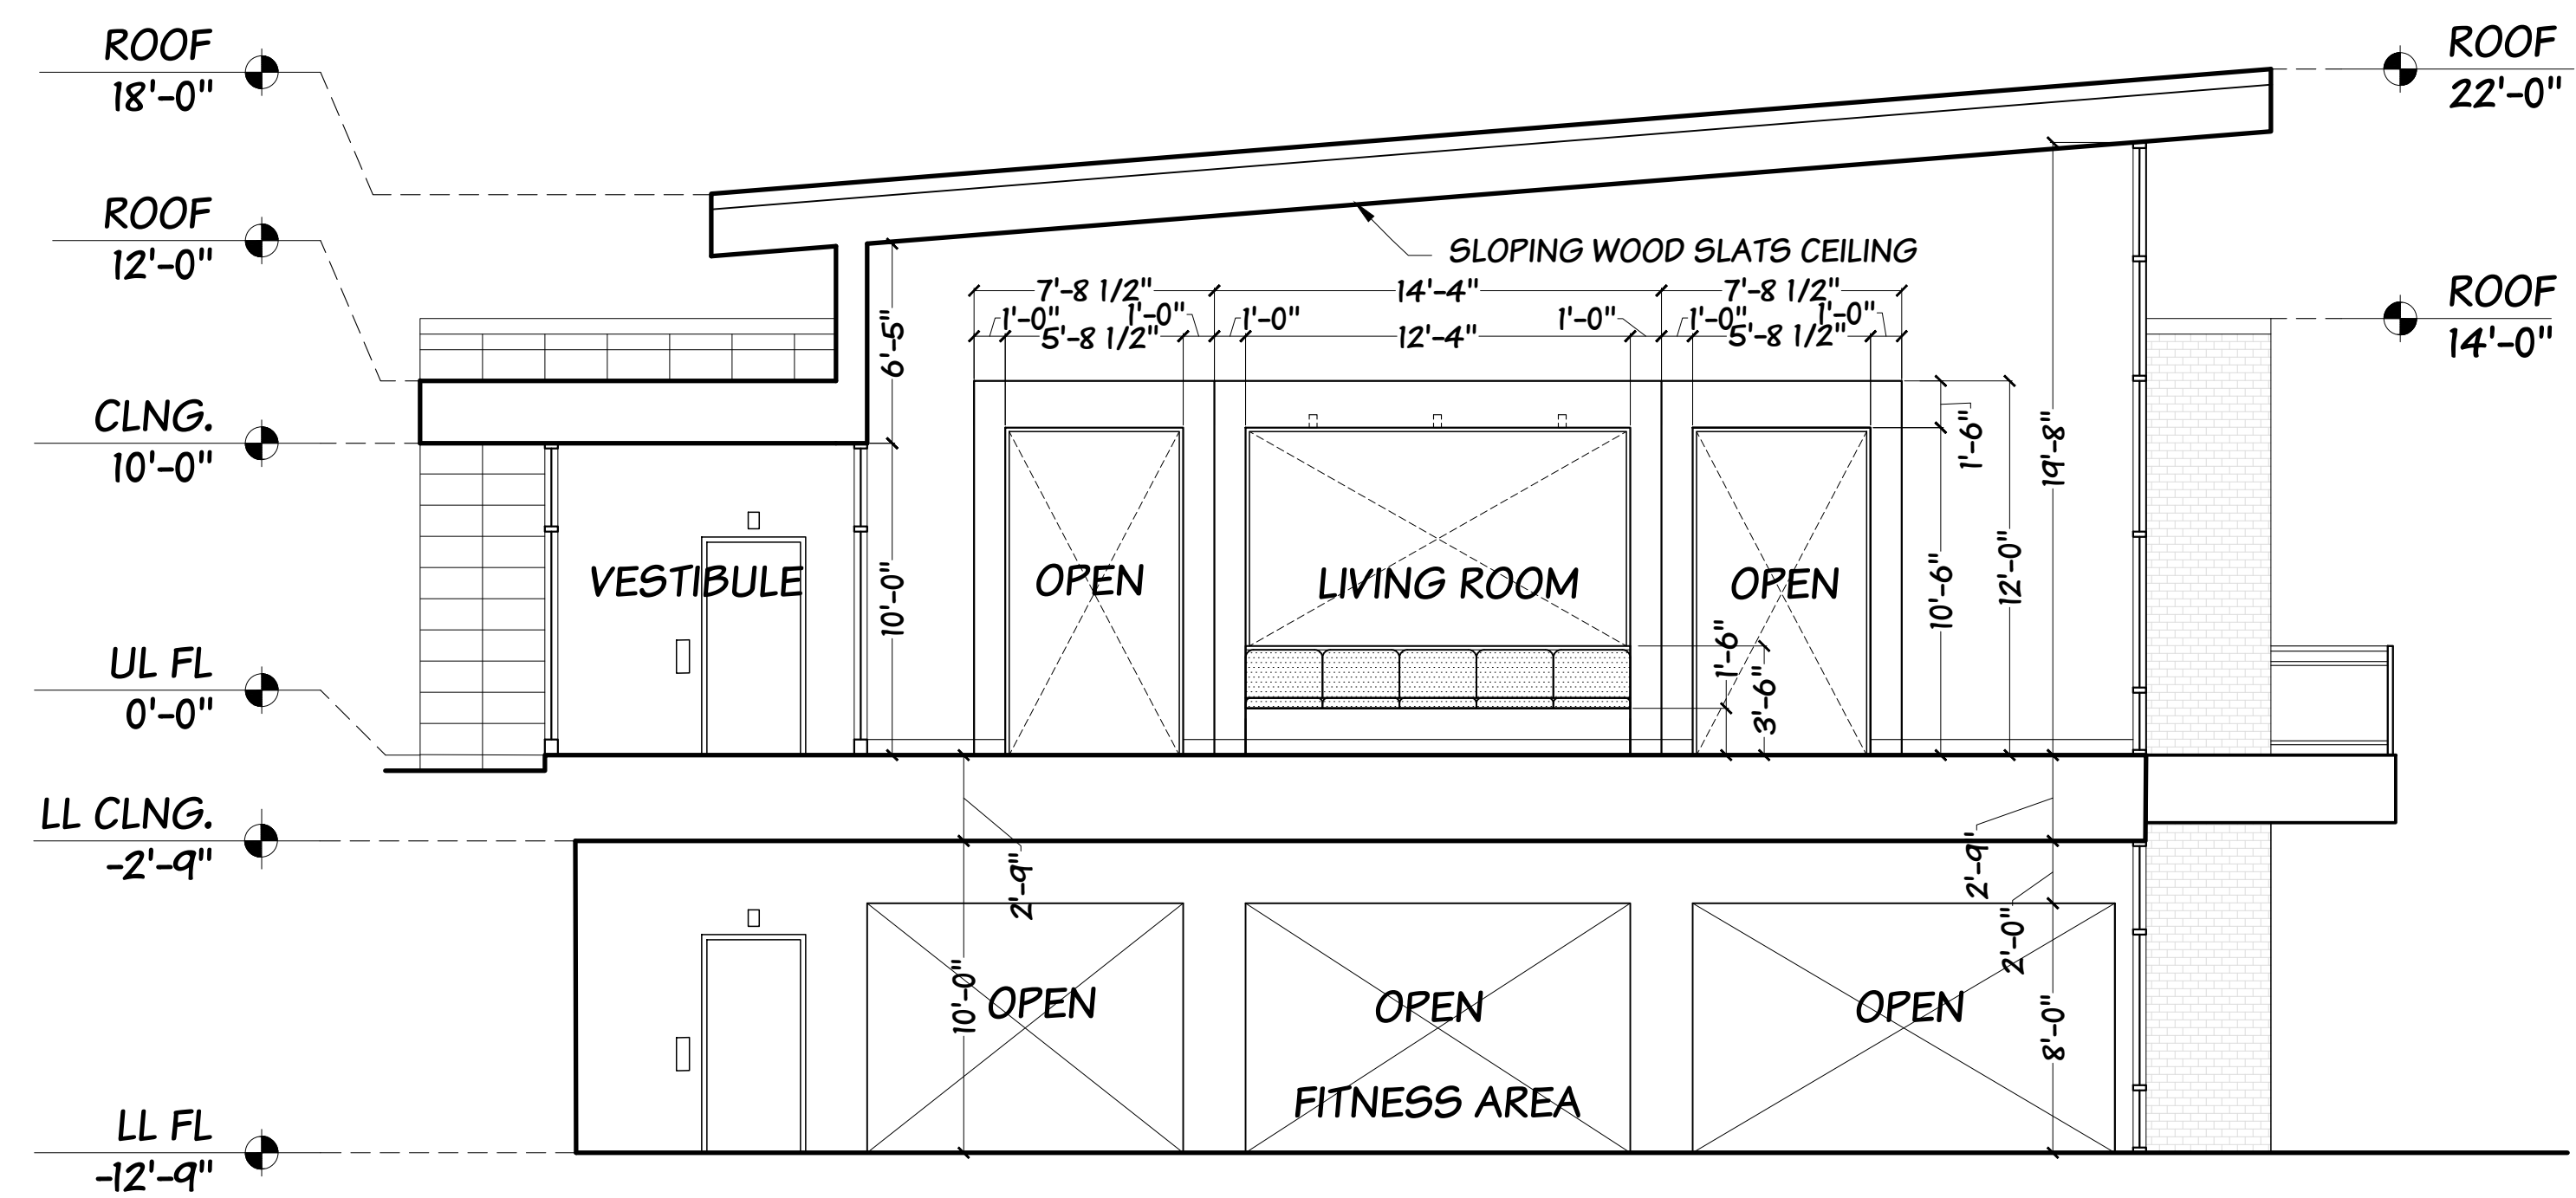 ROOF
18'-0"
ROOF
22'-0"
ROOF
12'-0"
SLOPING WOOD SLATS CEILING
ROOF
14'-0"
7'-8 1/2"
14'-4"
7'-8 1/2"
1'-0"
1'-0"
1'-0"
1'-0"
1'-0"
1'-0"
5'-8 1/2"
12'-4"
5'-8 1/2"
6'-5"
CLNG.
10'-0"
1'-6"
19'-8"
VESTIBULE
10'-0"
OPEN
LIVING ROOM
OPEN
10'-6"
12'-0"
1'-6"
3'-6"
UL FL
0'-0"
LL CLNG.
-2'-9"
2'-9"
2'-9"
2'-0"
10'-0"
OPEN
OPEN
OPEN
8'-0"
FITNESS AREA
LL FL
-12'-9"